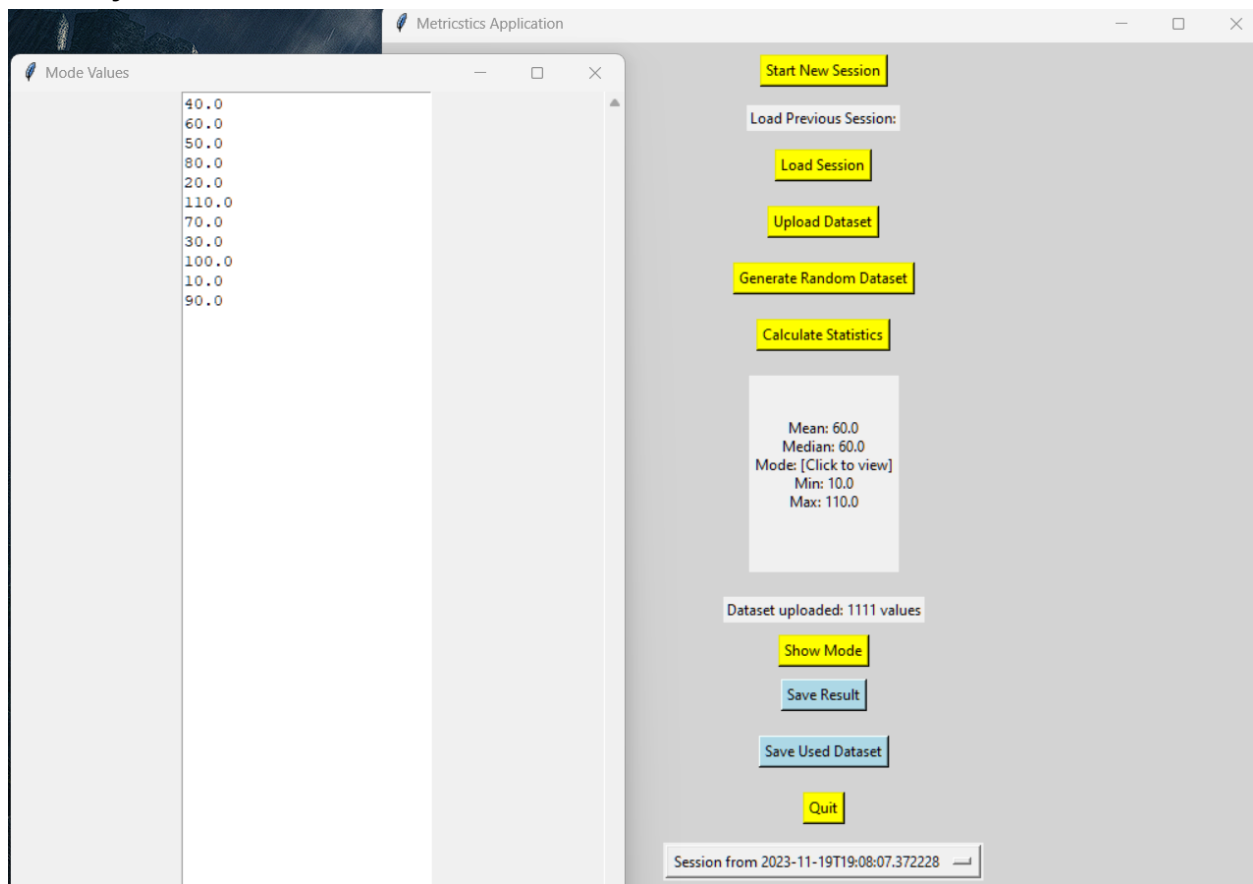 Metricstics Application
Mode Values
40.0
60.0
50.0
80.0
20.0
110.0
70.0
30.0
100.0
10.0
90.0
Start New Session
Load Previous Session:
Load Session
Upload Dataset
Generate Random Dataset
Calculate Statistics
Mean: 60.0
Median: 60.0
Mode: [Click to view]
Min: 10.0
Max: 110.0
Dataset uploaded: 1111 values
Show Mode
Save Result
Save Used Dataset
Quit
Session from 2023-11-19T19:08:07.372228